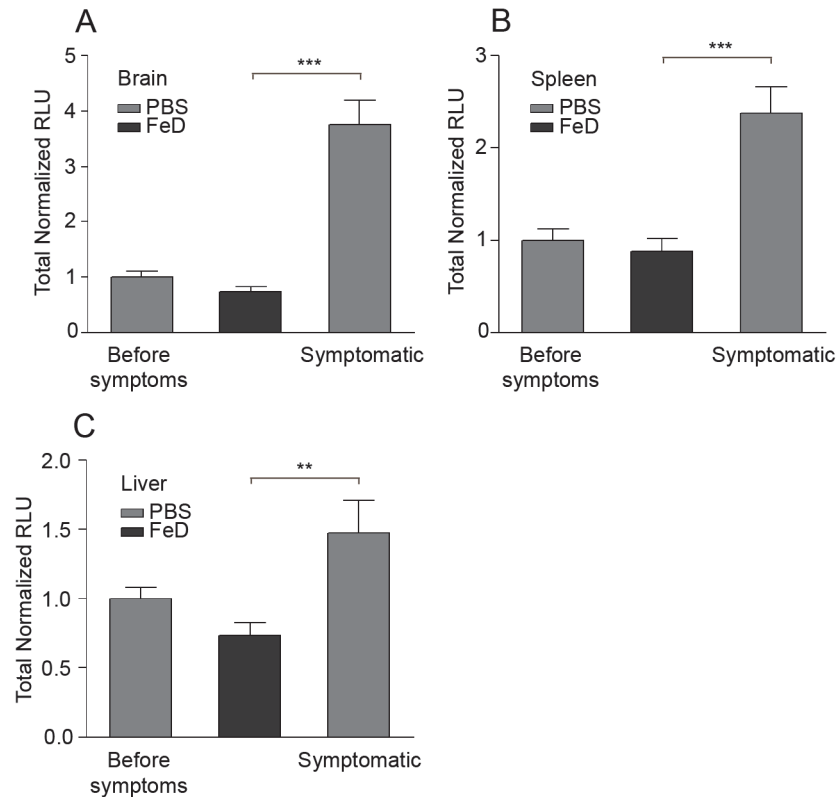 A
Total Normalized RLU
5
4
3
2
1
0
Brain
PBS
FeD
***
Before
symptoms
Symptomatic
B
Total Normalized RLU
3
2
1
0
Spleen
PBS
FeD
***
Before
symptoms
Symptomatic
C
Total Normalized RLU
2.0
1.5
1.0
0.5
0.0
Liver
PBS
FeD
**
Before
symptoms
Symptomatic